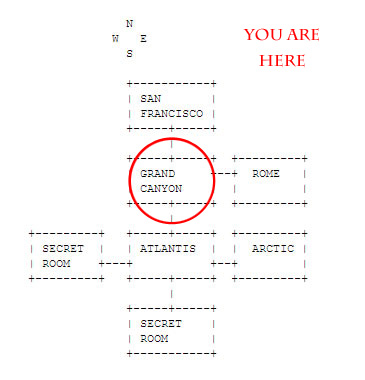 N
W E
S
YOU ARE
HERE
SAN
FRANCISCO
GRAND
CANYON
ROME
SECRET
ROOM
ATLANTIS
ARCTIC
SECRET
ROOM